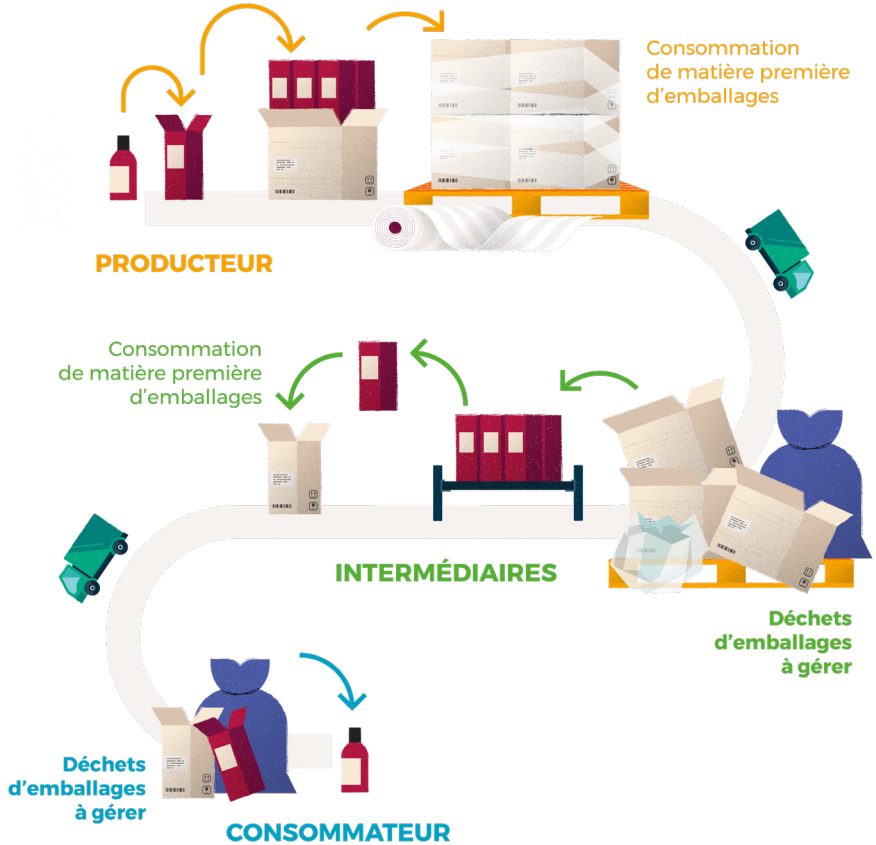 Consommation
de matière première
d'emballages
PRODUCTEUR
Consommation
de matière première
d'emballages
INTERMÉDIAIRES
Déchets
d'emballages
à gérer
Déchets
d'emballages
à gérer
CONSOMMATEUR